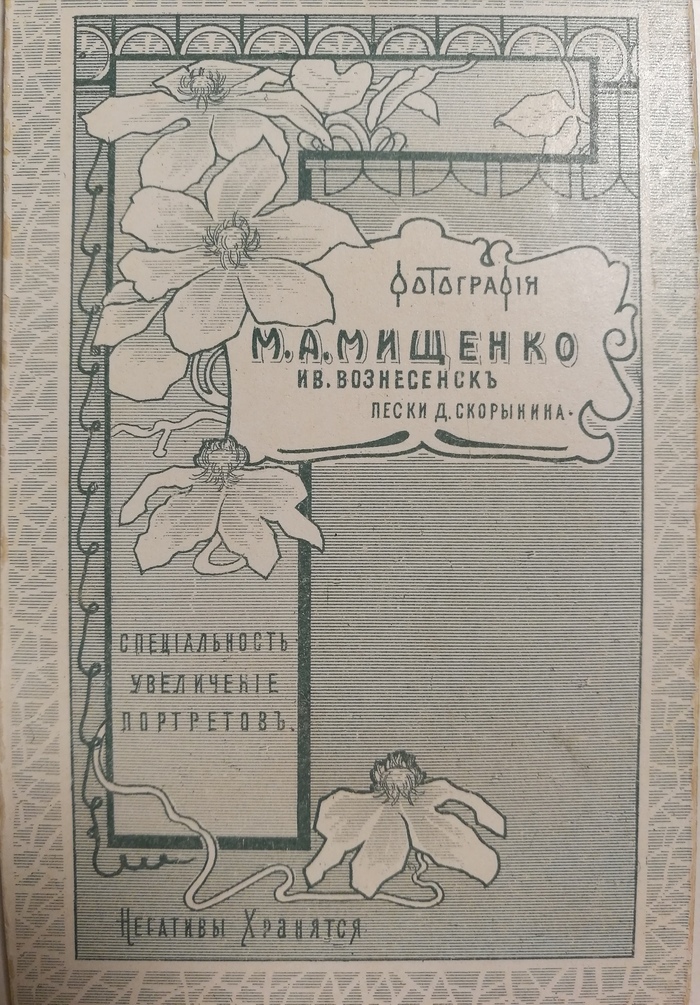 ФОТОГРАФІЯ
М.А.МИЩЕНКО
ИВ.ВОЗНЕСЕНСКЪ
ПЕСКИ Д.СКОРЫНИНА.
СПЕЦІАЛЬНОСТЬ
УВЕЛИЧЕНІЕ
ПОРТРЕТОВЪ.
Негативы Хранятся